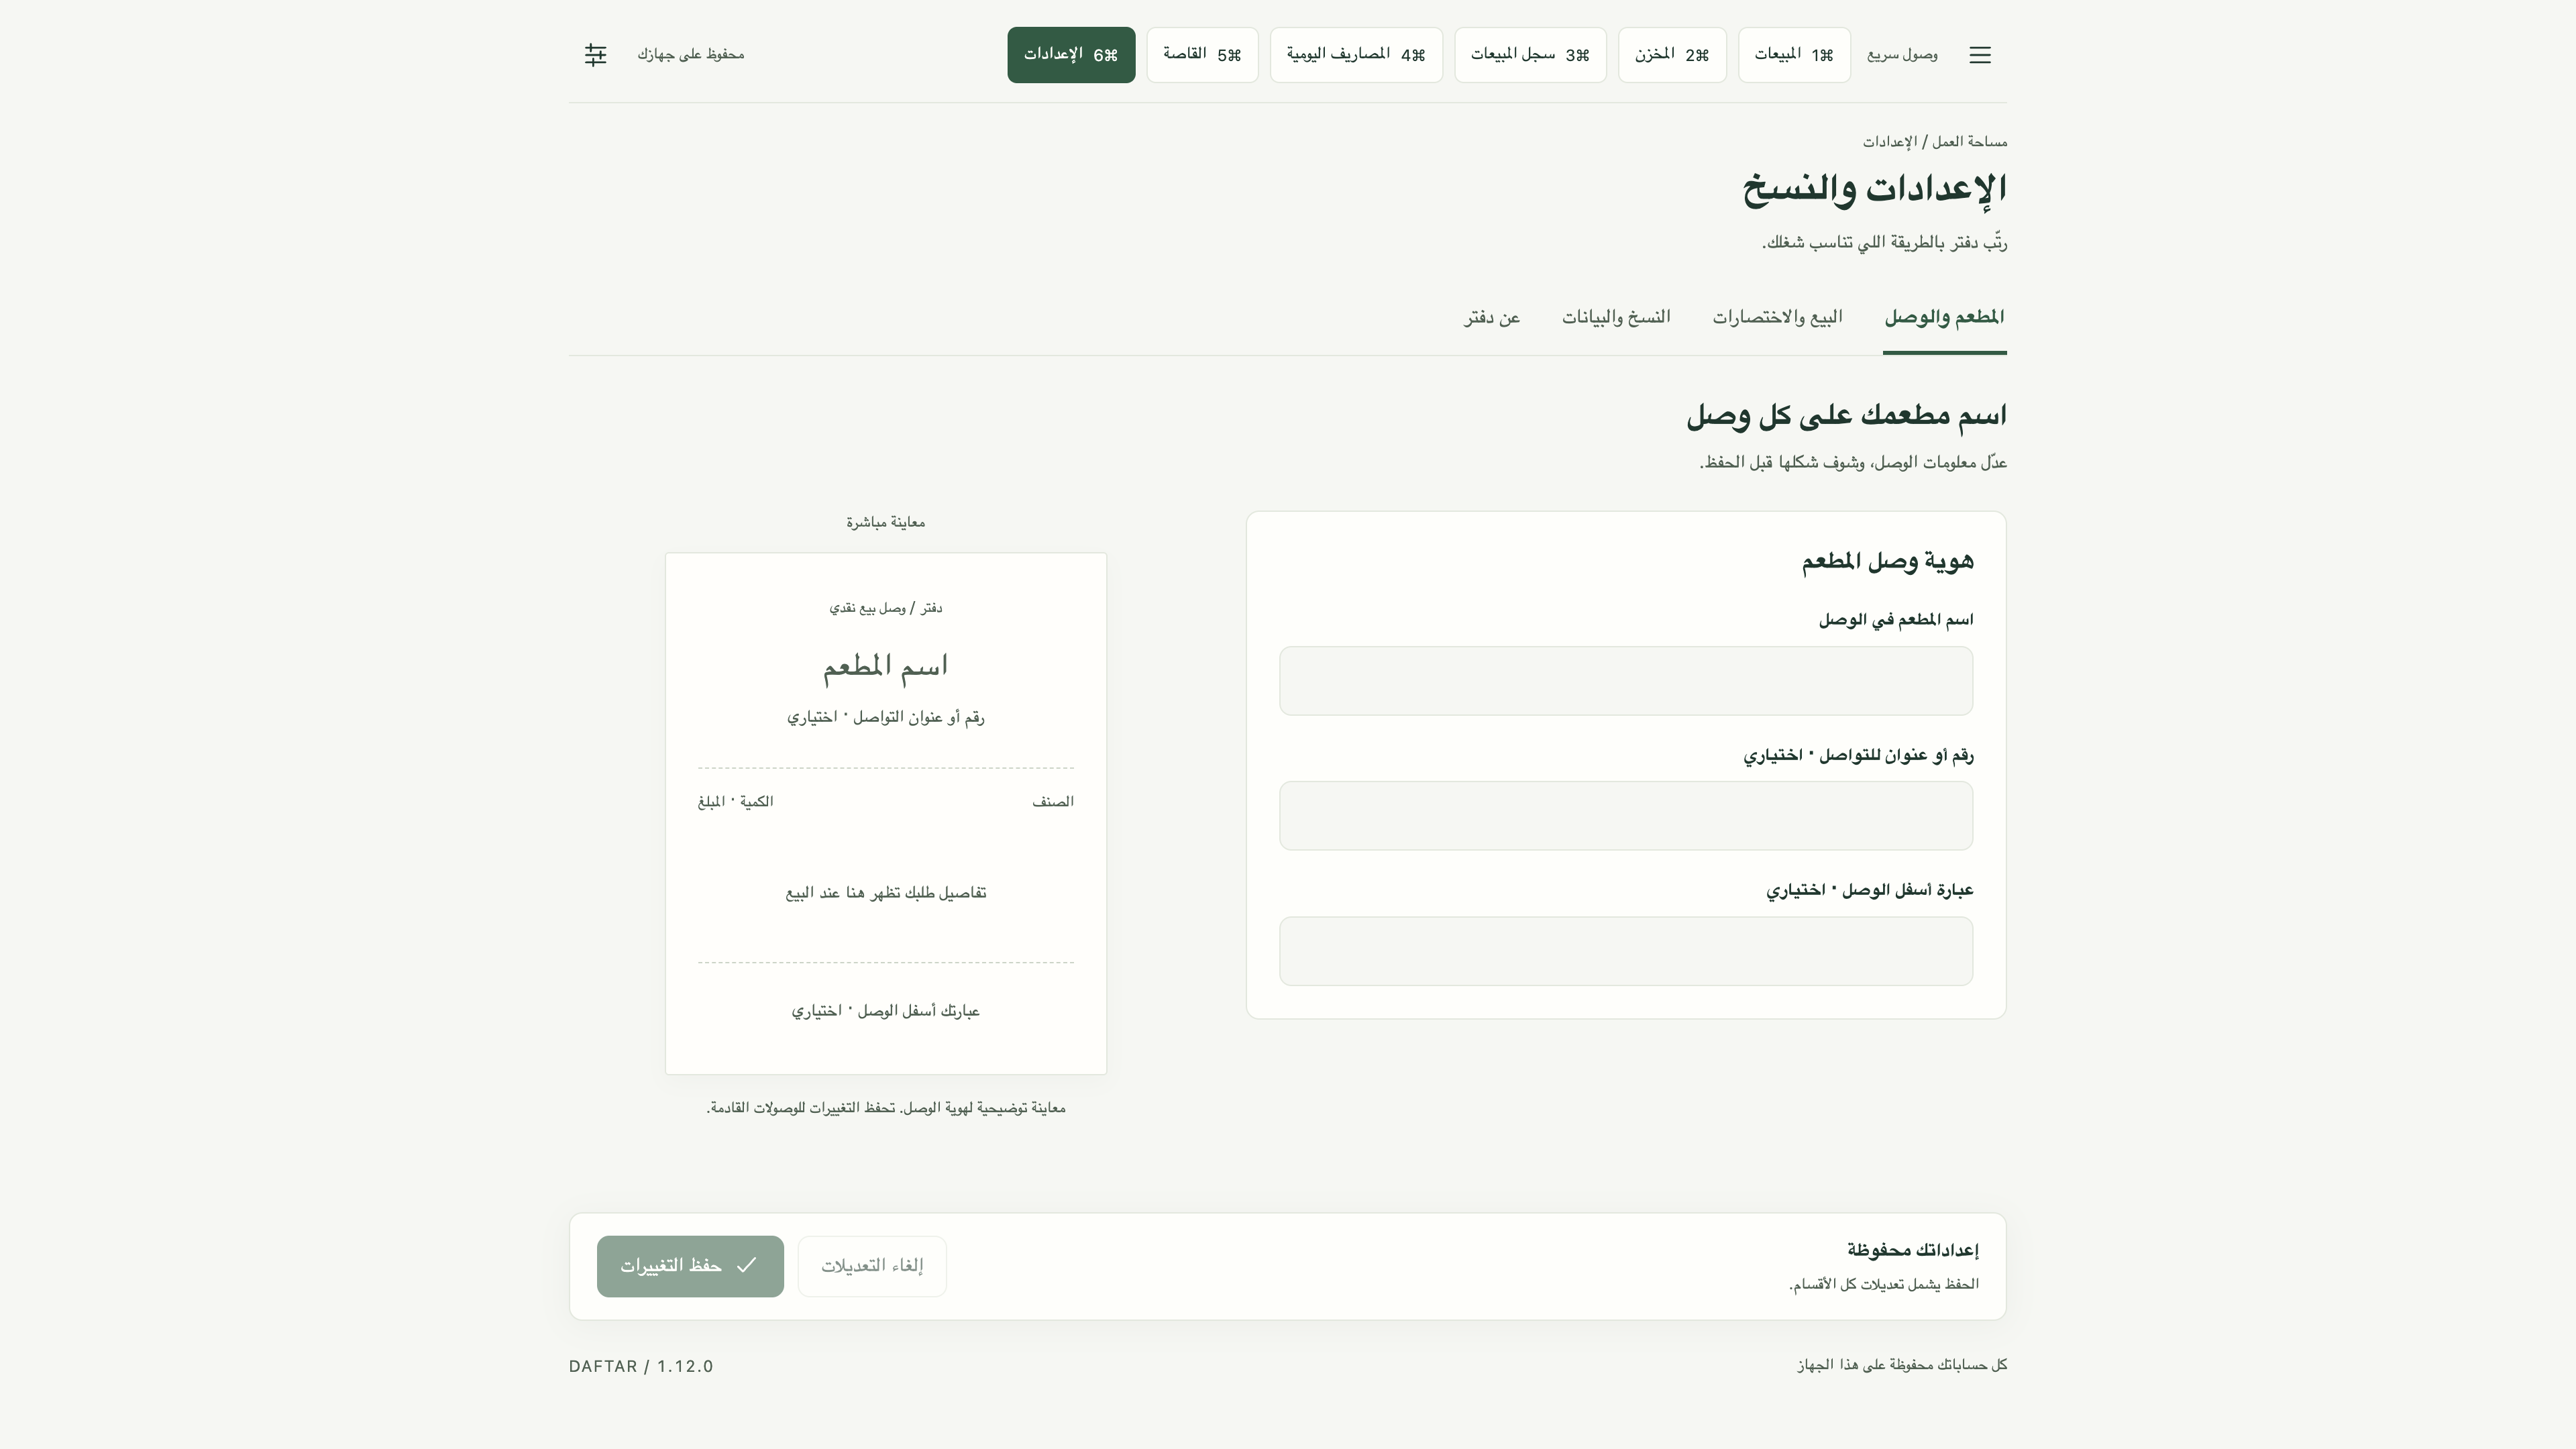 وصول سريع
⌘1 المبيعات
⌘2 المخزن
⌘3 سجل المبيعات
⌘4 المصاريف اليومية
⌘5 القاصة
⌘6 الإعدادات
محفوظ على جهازك
مساحة العمل / الإعدادات
الإعدادات والنسخ
رتّب دفتر بالطريقة اللي تناسب شغلك.
المطعم والوصل
البيع والاختصارات
النسخ والبيانات
عن دفتر
اسم مطعمك على كل وصل
عدّل معلومات الوصل، وشوف شكلها قبل الحفظ.
هوية وصل المطعم
اسم المطعم في الوصل
رقم أو عنوان للتواصل · اختياري
عبارة أسفل الوصل · اختياري
معاينة مباشرة
دفتر / وصل بيع نقدي
اسم المطعم
رقم أو عنوان التواصل · اختياري
الصنف
الكمية · المبلغ
تفاصيل طلبك تظهر هنا عند البيع
عبارتك أسفل الوصل · اختياري
معاينة توضيحية لهوية الوصل. تحفظ التغييرات للوصولات القادمة.
إعداداتك محفوظة
الحفظ يشمل تعديلات كل الأقسام.
إلغاء التعديلات
حفظ التغييرات
كل حساباتك محفوظة على هذا الجهاز
DAFTAR / 1.12.0